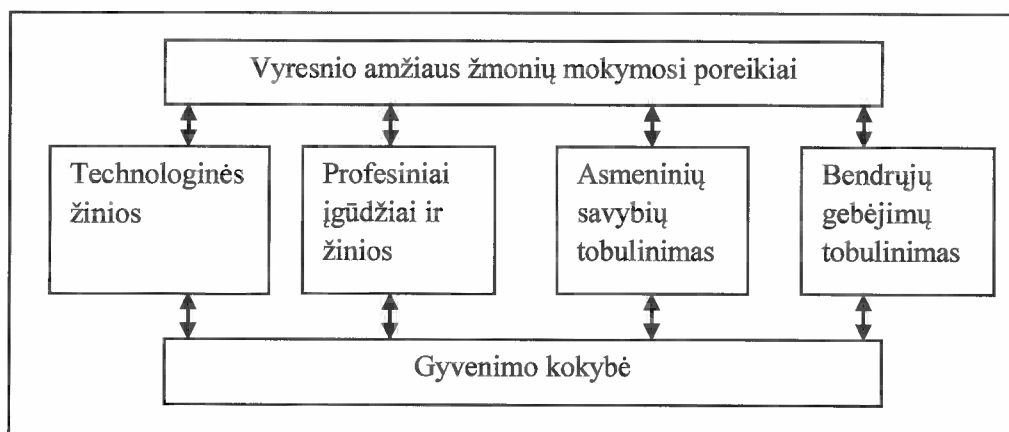 Vyresnio amžiaus žmonių mokymosi poreikiai
Technologinės
žinios
Profesiniai
įgūdžiai ir
žinios
Asmeninių
savybių
tobulinimas
Bendrųjų
gebėjimų
tobulinimas
Gyvenimo kokybė